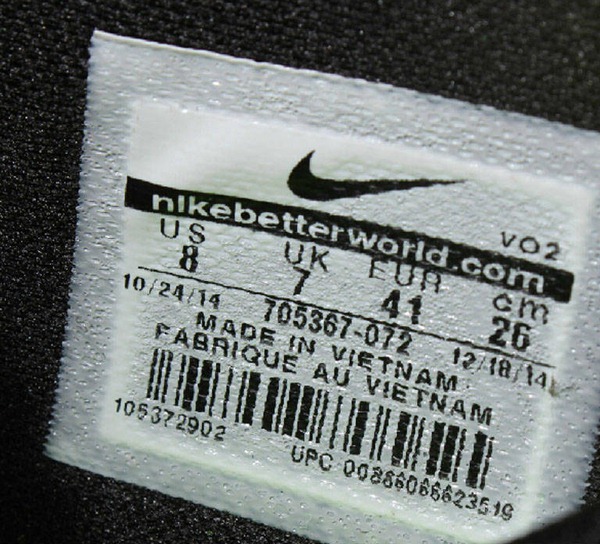 nikebetterworld.com VO2
US UK EUR cm
8 7 41 26
10/24/14 705367-072 12/18/14
MADE IN VIETNAM
FABRIQUE AU VIETNAM
105372902
UPC 00886066623519